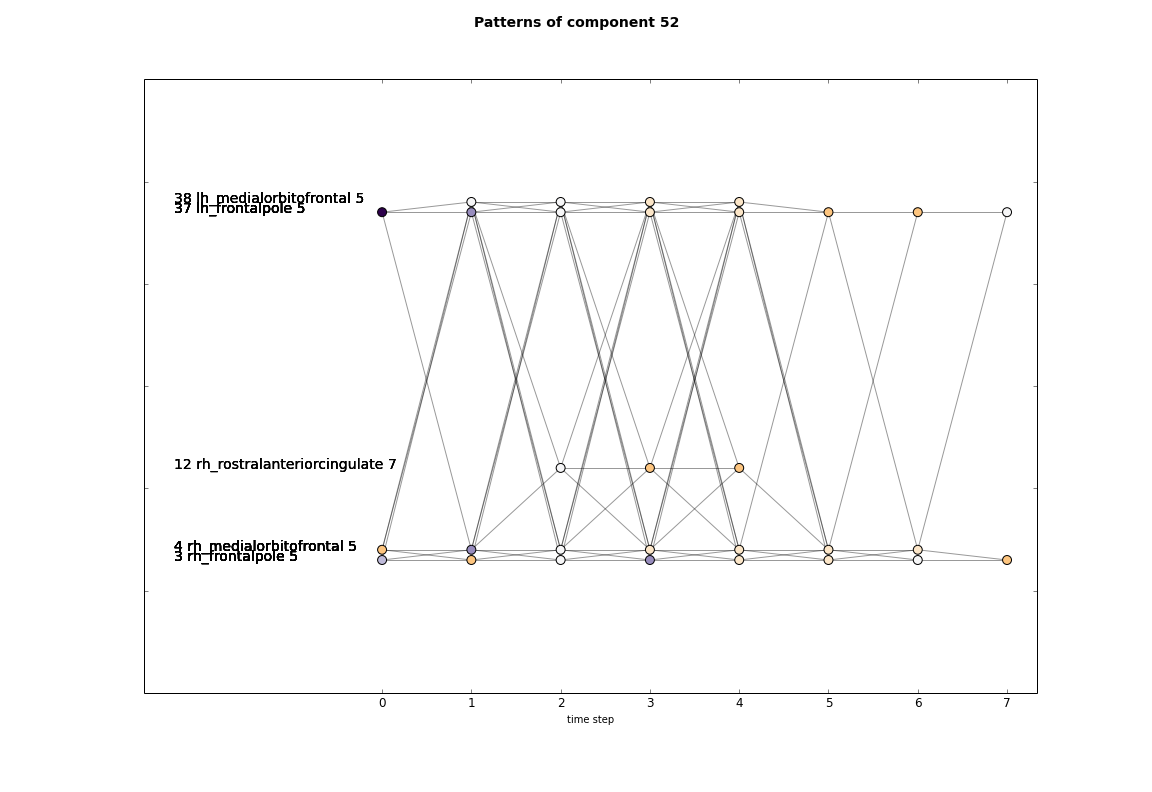 Patterns of component 52
38 lh_medialorbitofrontal 5
37 lh_frontalpole 5
12 rh_rostralanteriorcingulate 7
4 rh_medialorbitofrontal 5
3 rh_frontalpole 5
0 1 2 3 4 5 6 7
time step